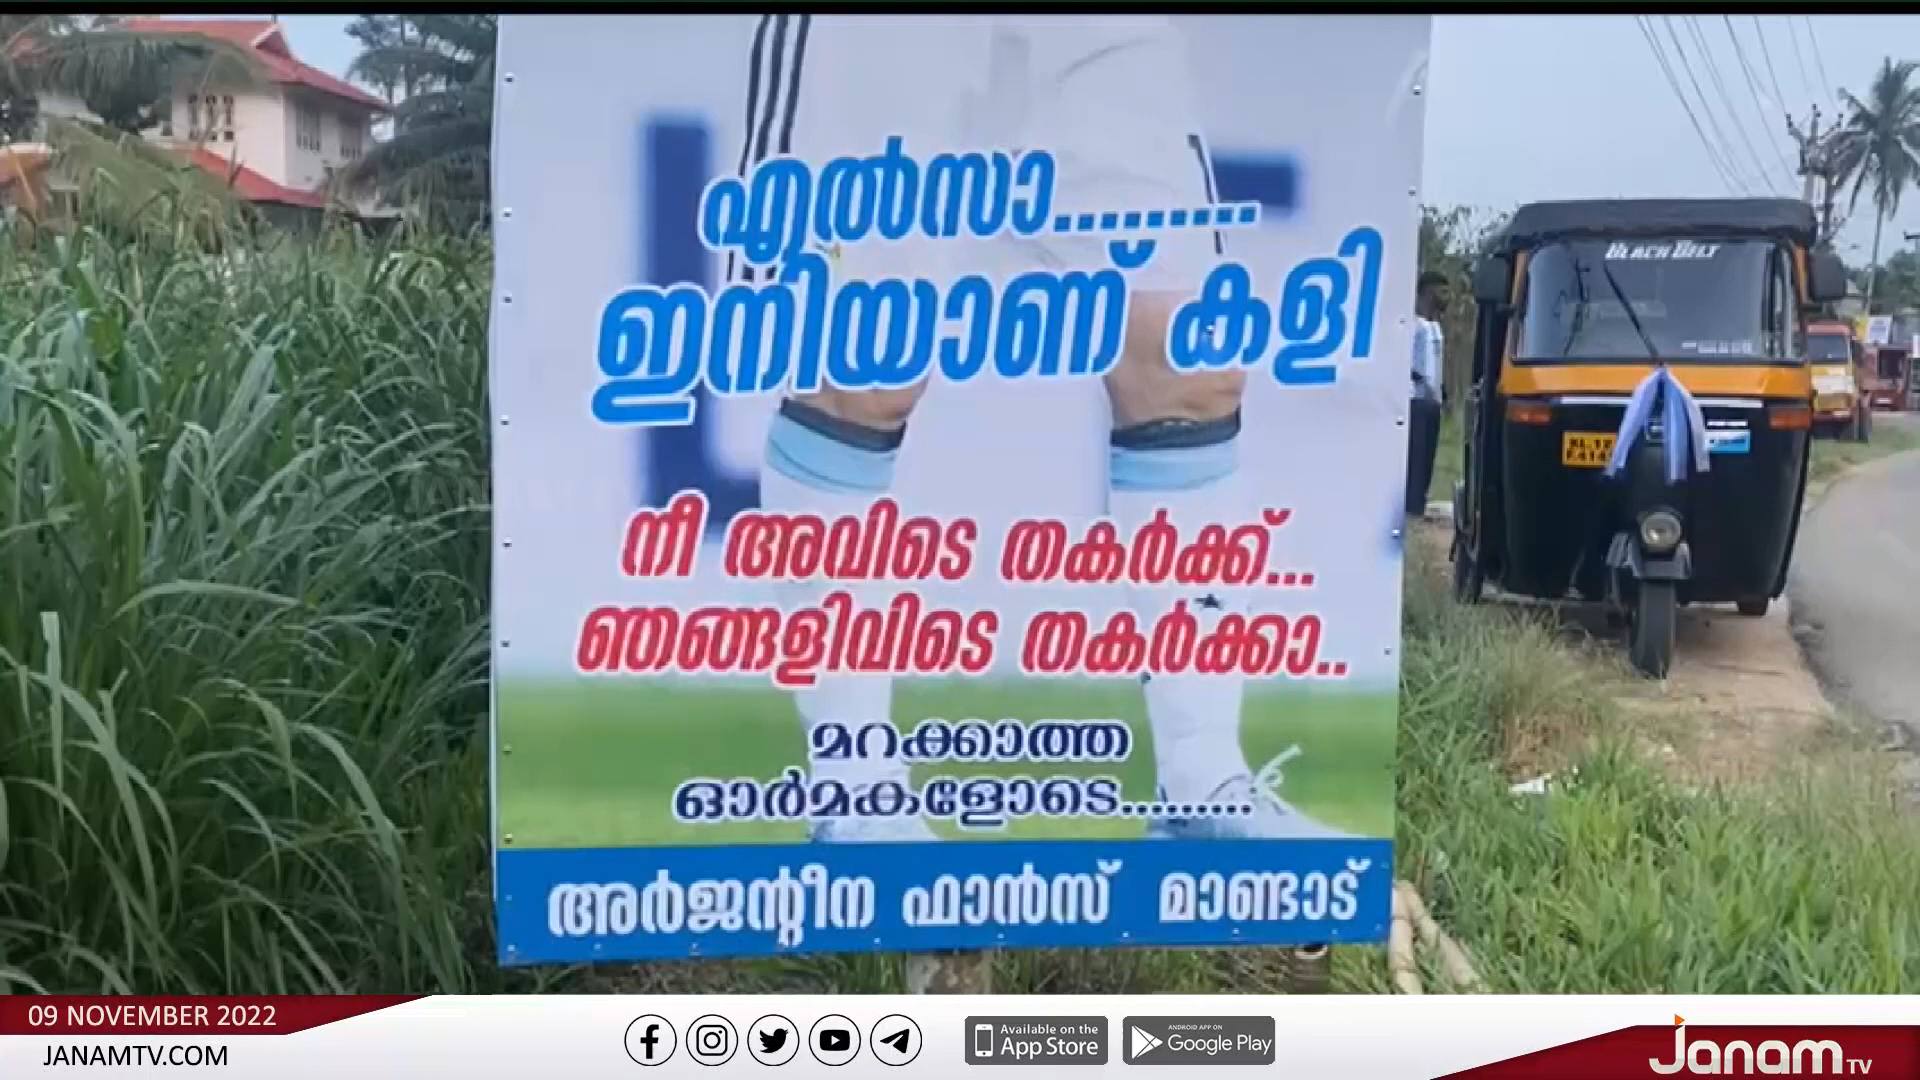 എൽസാ.........
ഇനിയാണ് കളി
നീ അവിടെ തകർക്ക്...
ഞങ്ങളിവിടെ തകർക്കാ..
മറക്കാത്ത
ഓർമകളോടെ.........
അർജന്റീന ഫാൻസ് മാണ്ടാട്
BLACK BELT
09 NOVEMBER 2022
JANAMTV.COM
Available on the
App Store
ANDROID APP ON
Google Play
Janam TV